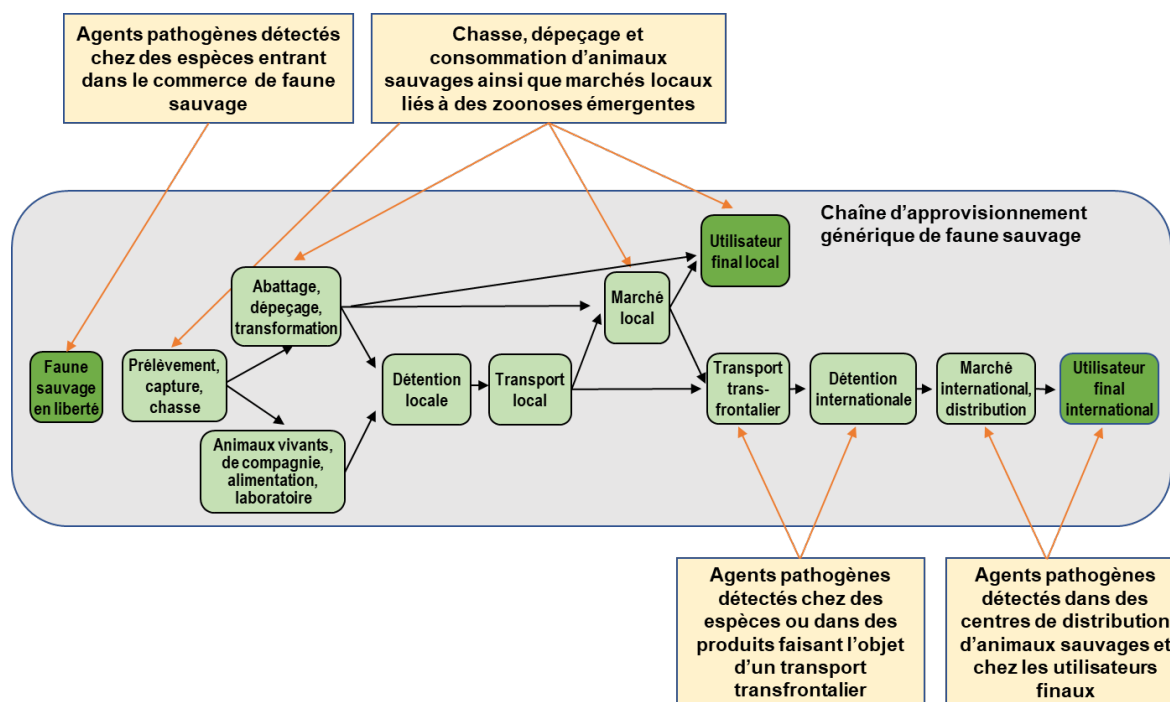 Agents pathogènes détectés
chez des espèces entrant
dans le commerce de faune
sauvage
Chasse, dépeçage et
consommation d’animaux
sauvages ainsi que marchés locaux
liés à des zoonoses émergentes
Chaîne d’approvisionnement
générique de faune sauvage
Utilisateur
final local
Abattage,
dépeçage,
transformation
Marché
local
Faune
sauvage
en liberté
Prélèvement,
capture,
chasse
Détention
locale
Transport
local
Transport
trans-
frontalier
Détention
internationale
Marché
international,
distribution
Utilisateur
final
international
Animaux vivants,
de compagnie,
alimentation,
laboratoire
Agents pathogènes
détectés chez des
espèces ou dans des
produits faisant l’objet
d’un transport
transfrontalier
Agents pathogènes
détectés dans des
centres de distribution
d’animaux sauvages et
chez les utilisateurs
finaux